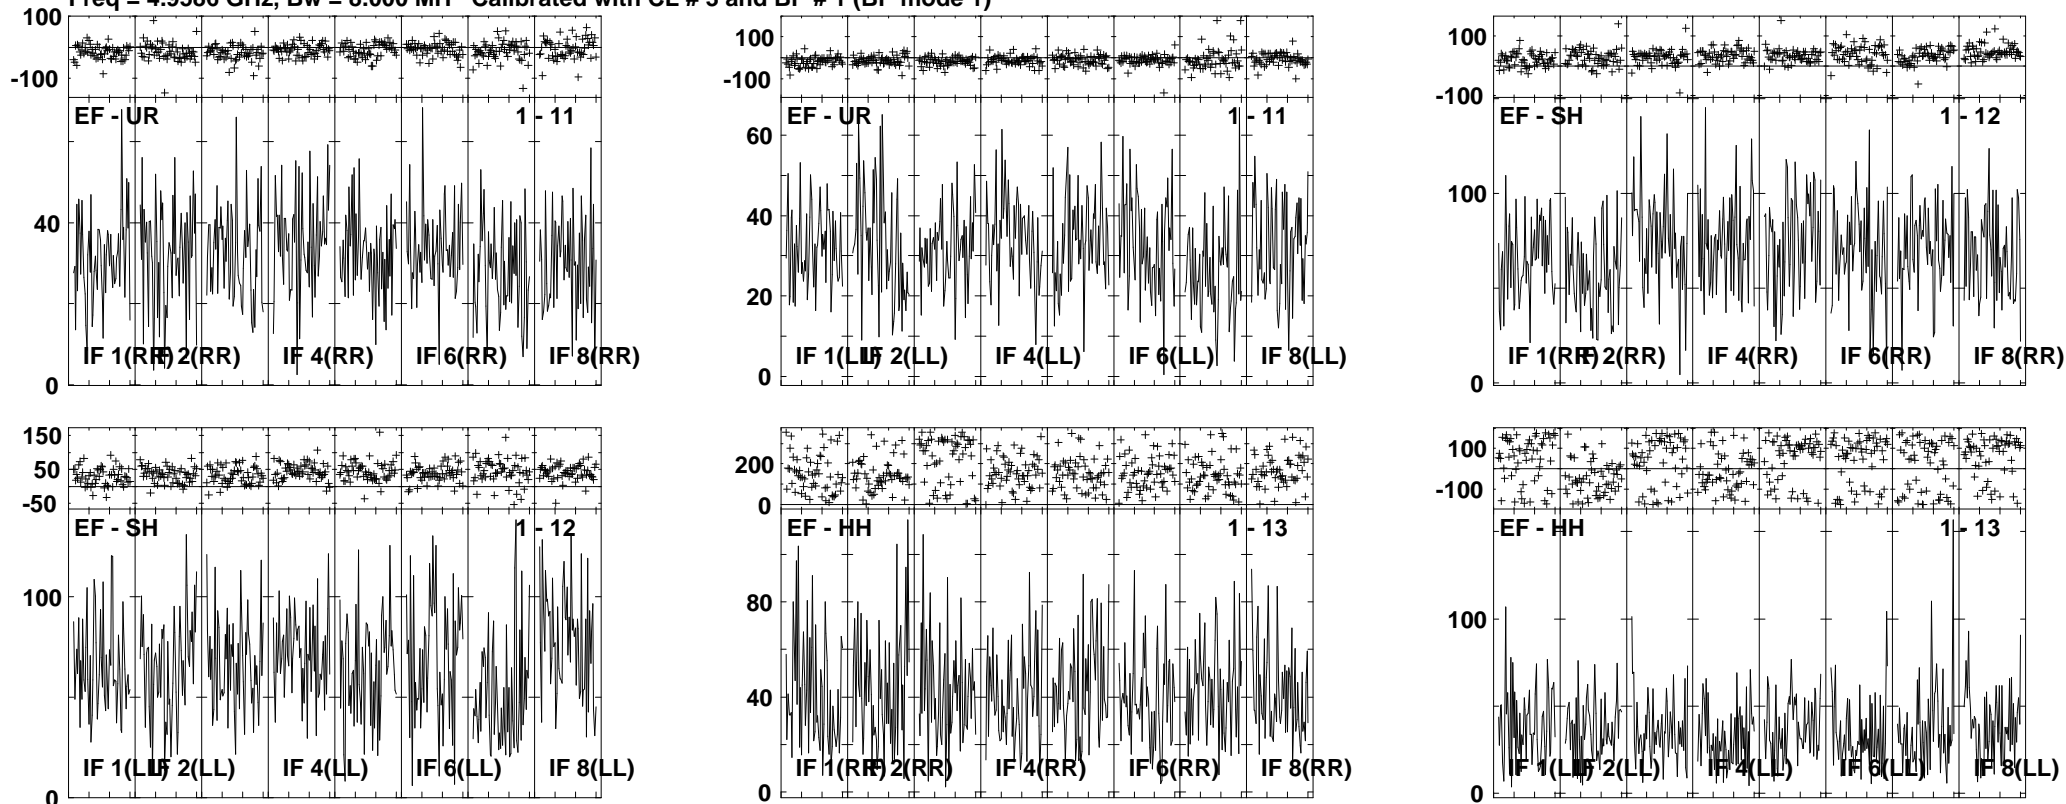 Freq = 4.9586 GHz, Bw = 8.000 MH Calibrated with CL # 3 and BP # 1 (BP mode 1)
100
-100
EF - UR 1 - 11
40
0
IF 1(RR) IF 2(RR) IF 4(RR) IF 6(RR) IF 8(RR)
100
-100
EF - UR 1 - 11
60
40
20
0
IF 1(LL) IF 2(LL) IF 4(LL) IF 6(LL) IF 8(LL)
100
-100
EF - SH 1 - 12
100
0
IF 1(RR) IF 2(RR) IF 4(RR) IF 6(RR) IF 8(RR)
150
50
-50
EF - SH 1 - 12
100
0
IF 1(LL) IF 2(LL) IF 4(LL) IF 6(LL) IF 8(LL)
200
0
EF - HH 1 - 13
80
40
0
IF 1(RR) IF 2(RR) IF 4(RR) IF 6(RR) IF 8(RR)
100
-100
EF - HH 1 - 13
100
0
IF 1(LL) IF 2(LL) IF 4(LL) IF 6(LL) IF 8(LL)